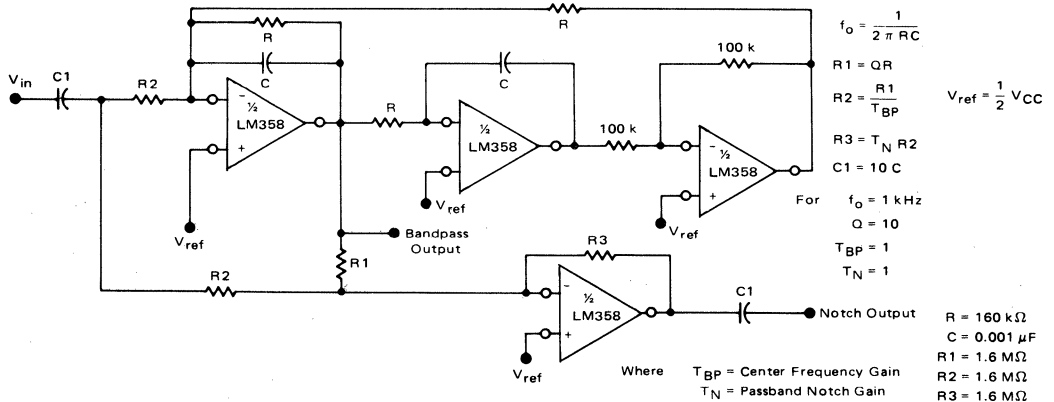 R
R
C
100 k
C
V_in
C1
R2
–
½
LM358
+
R
½
LM358
100 k
–
½
LM358
+
V_ref
V_ref
V_ref
Bandpass
Output
R1
R2
R3
–
½
LM358
+
V_ref
C1
Notch Output
f_o = 1 / 2 π RC
R1 = QR
R2 = R1 / T_BP
R3 = T_N R2
C1 = 10 C
V_ref = 1/2 V_CC
For f_o = 1 kHz
Q = 10
T_BP = 1
T_N = 1
R = 160 kΩ
C = 0.001 μF
R1 = 1.6 MΩ
R2 = 1.6 MΩ
R3 = 1.6 MΩ
Where T_BP = Center Frequency Gain
T_N = Passband Notch Gain